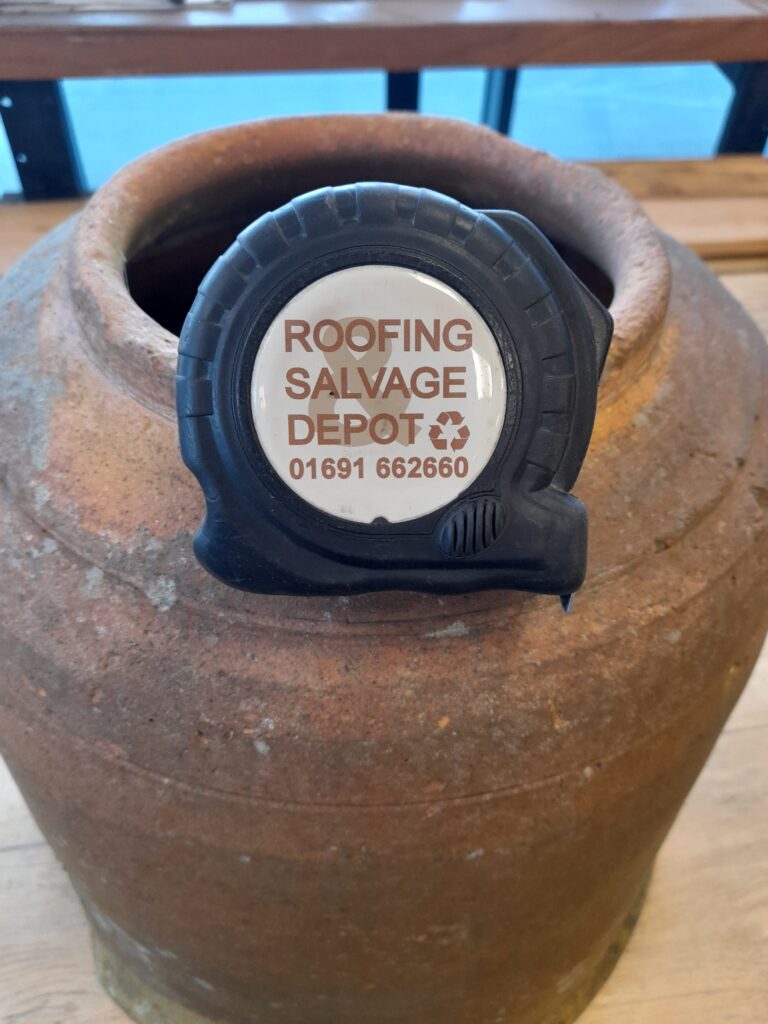 ROOFING
SALVAGE
DEPOT
01691 662660